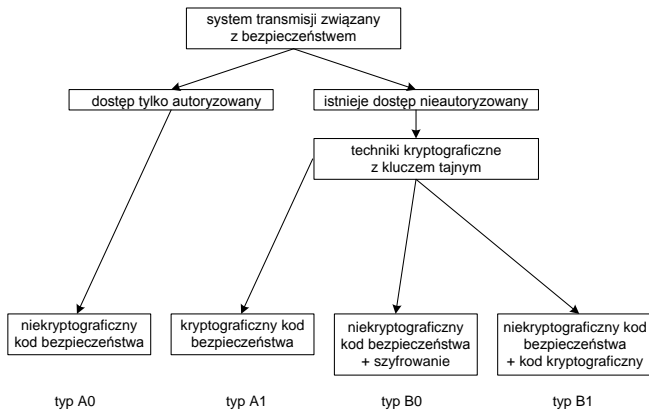 system transmisji związany
z bezpieczeństwem
dostęp tylko autoryzowany
istnieje dostęp nieautoryzowany
techniki kryptograficzne
z kluczem tajnym
niekryptograficzny
kod bezpieczeństwa
kryptograficzny kod
bezpieczeństwa
niekryptograficzny
kod bezpieczeństwa
+ szyfrowanie
niekryptograficzny kod
bezpieczeństwa
+ kod kryptograficzny
typ A0
typ A1
typ B0
typ B1